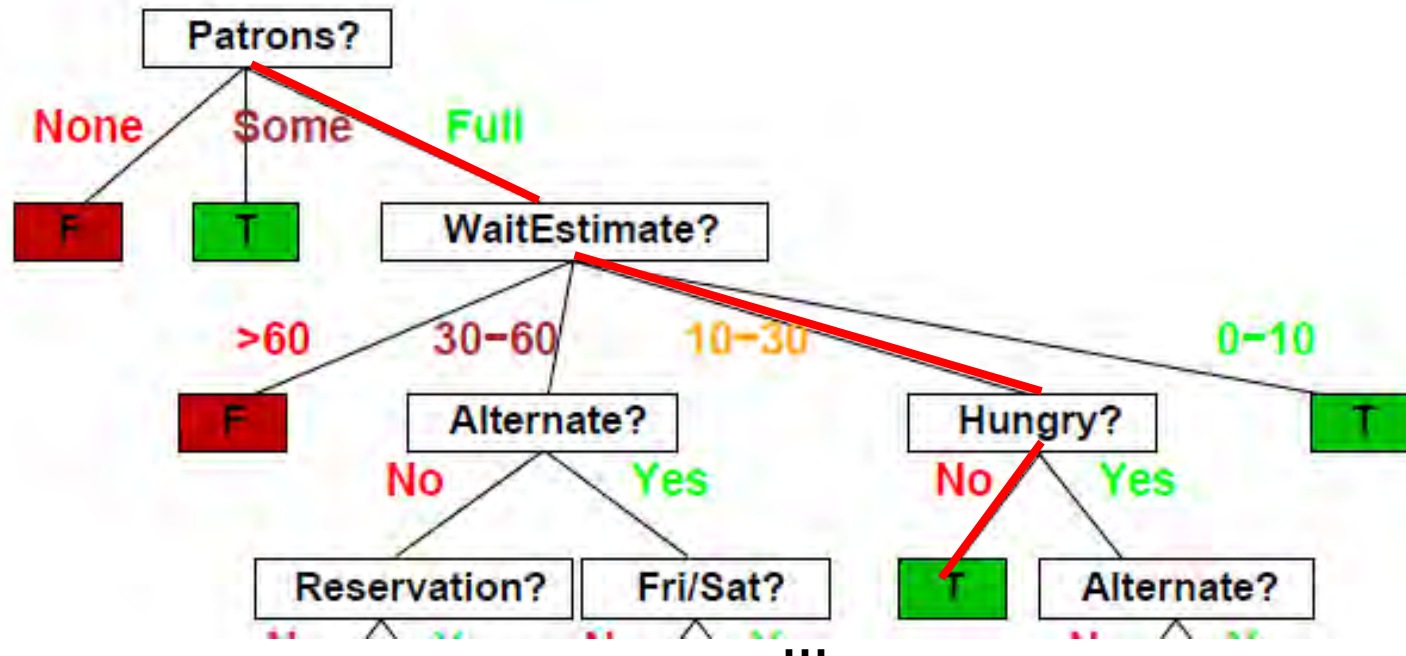 Patrons?
None Some Full
F T WaitEstimate?
>60 30−60 10−30 0−10
F Alternate? Hungry? T
No Yes No Yes
Reservation? Fri/Sat? T Alternate?
...